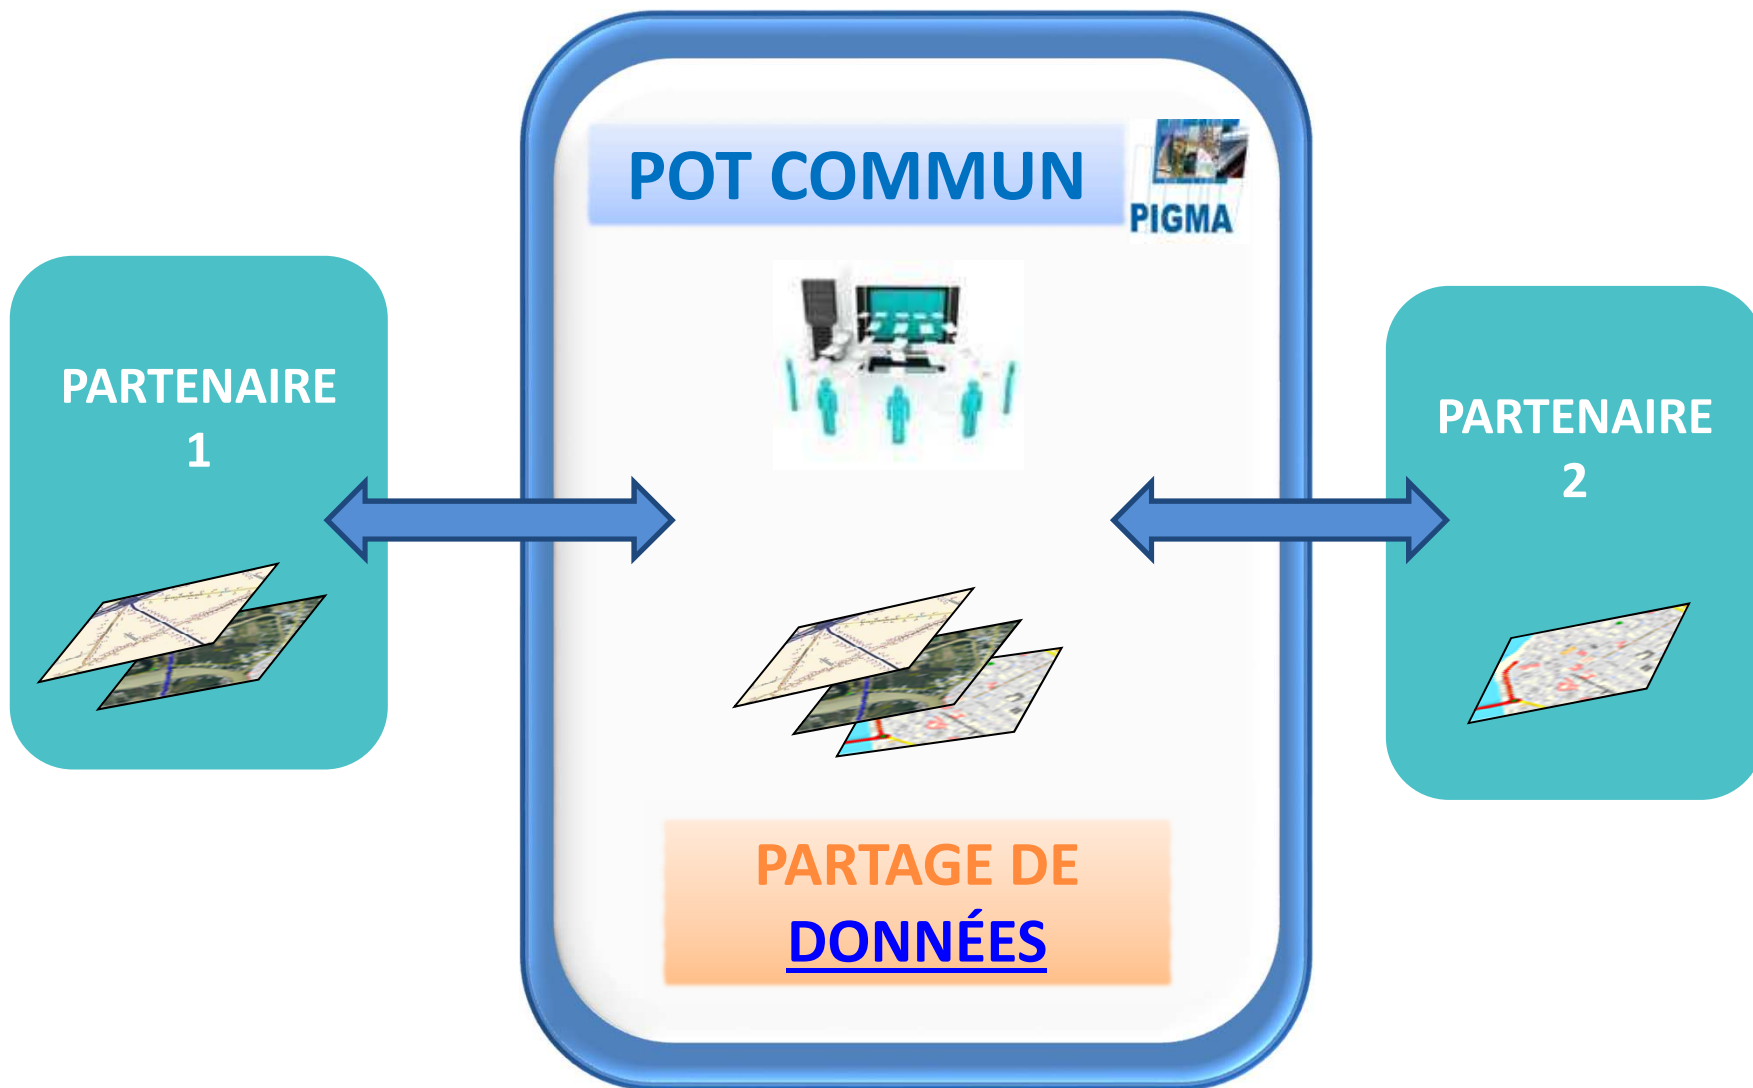 POT COMMUN
PIGMA
PARTENAIRE
1
PARTENAIRE
2
PARTAGE DE
DONNÉES